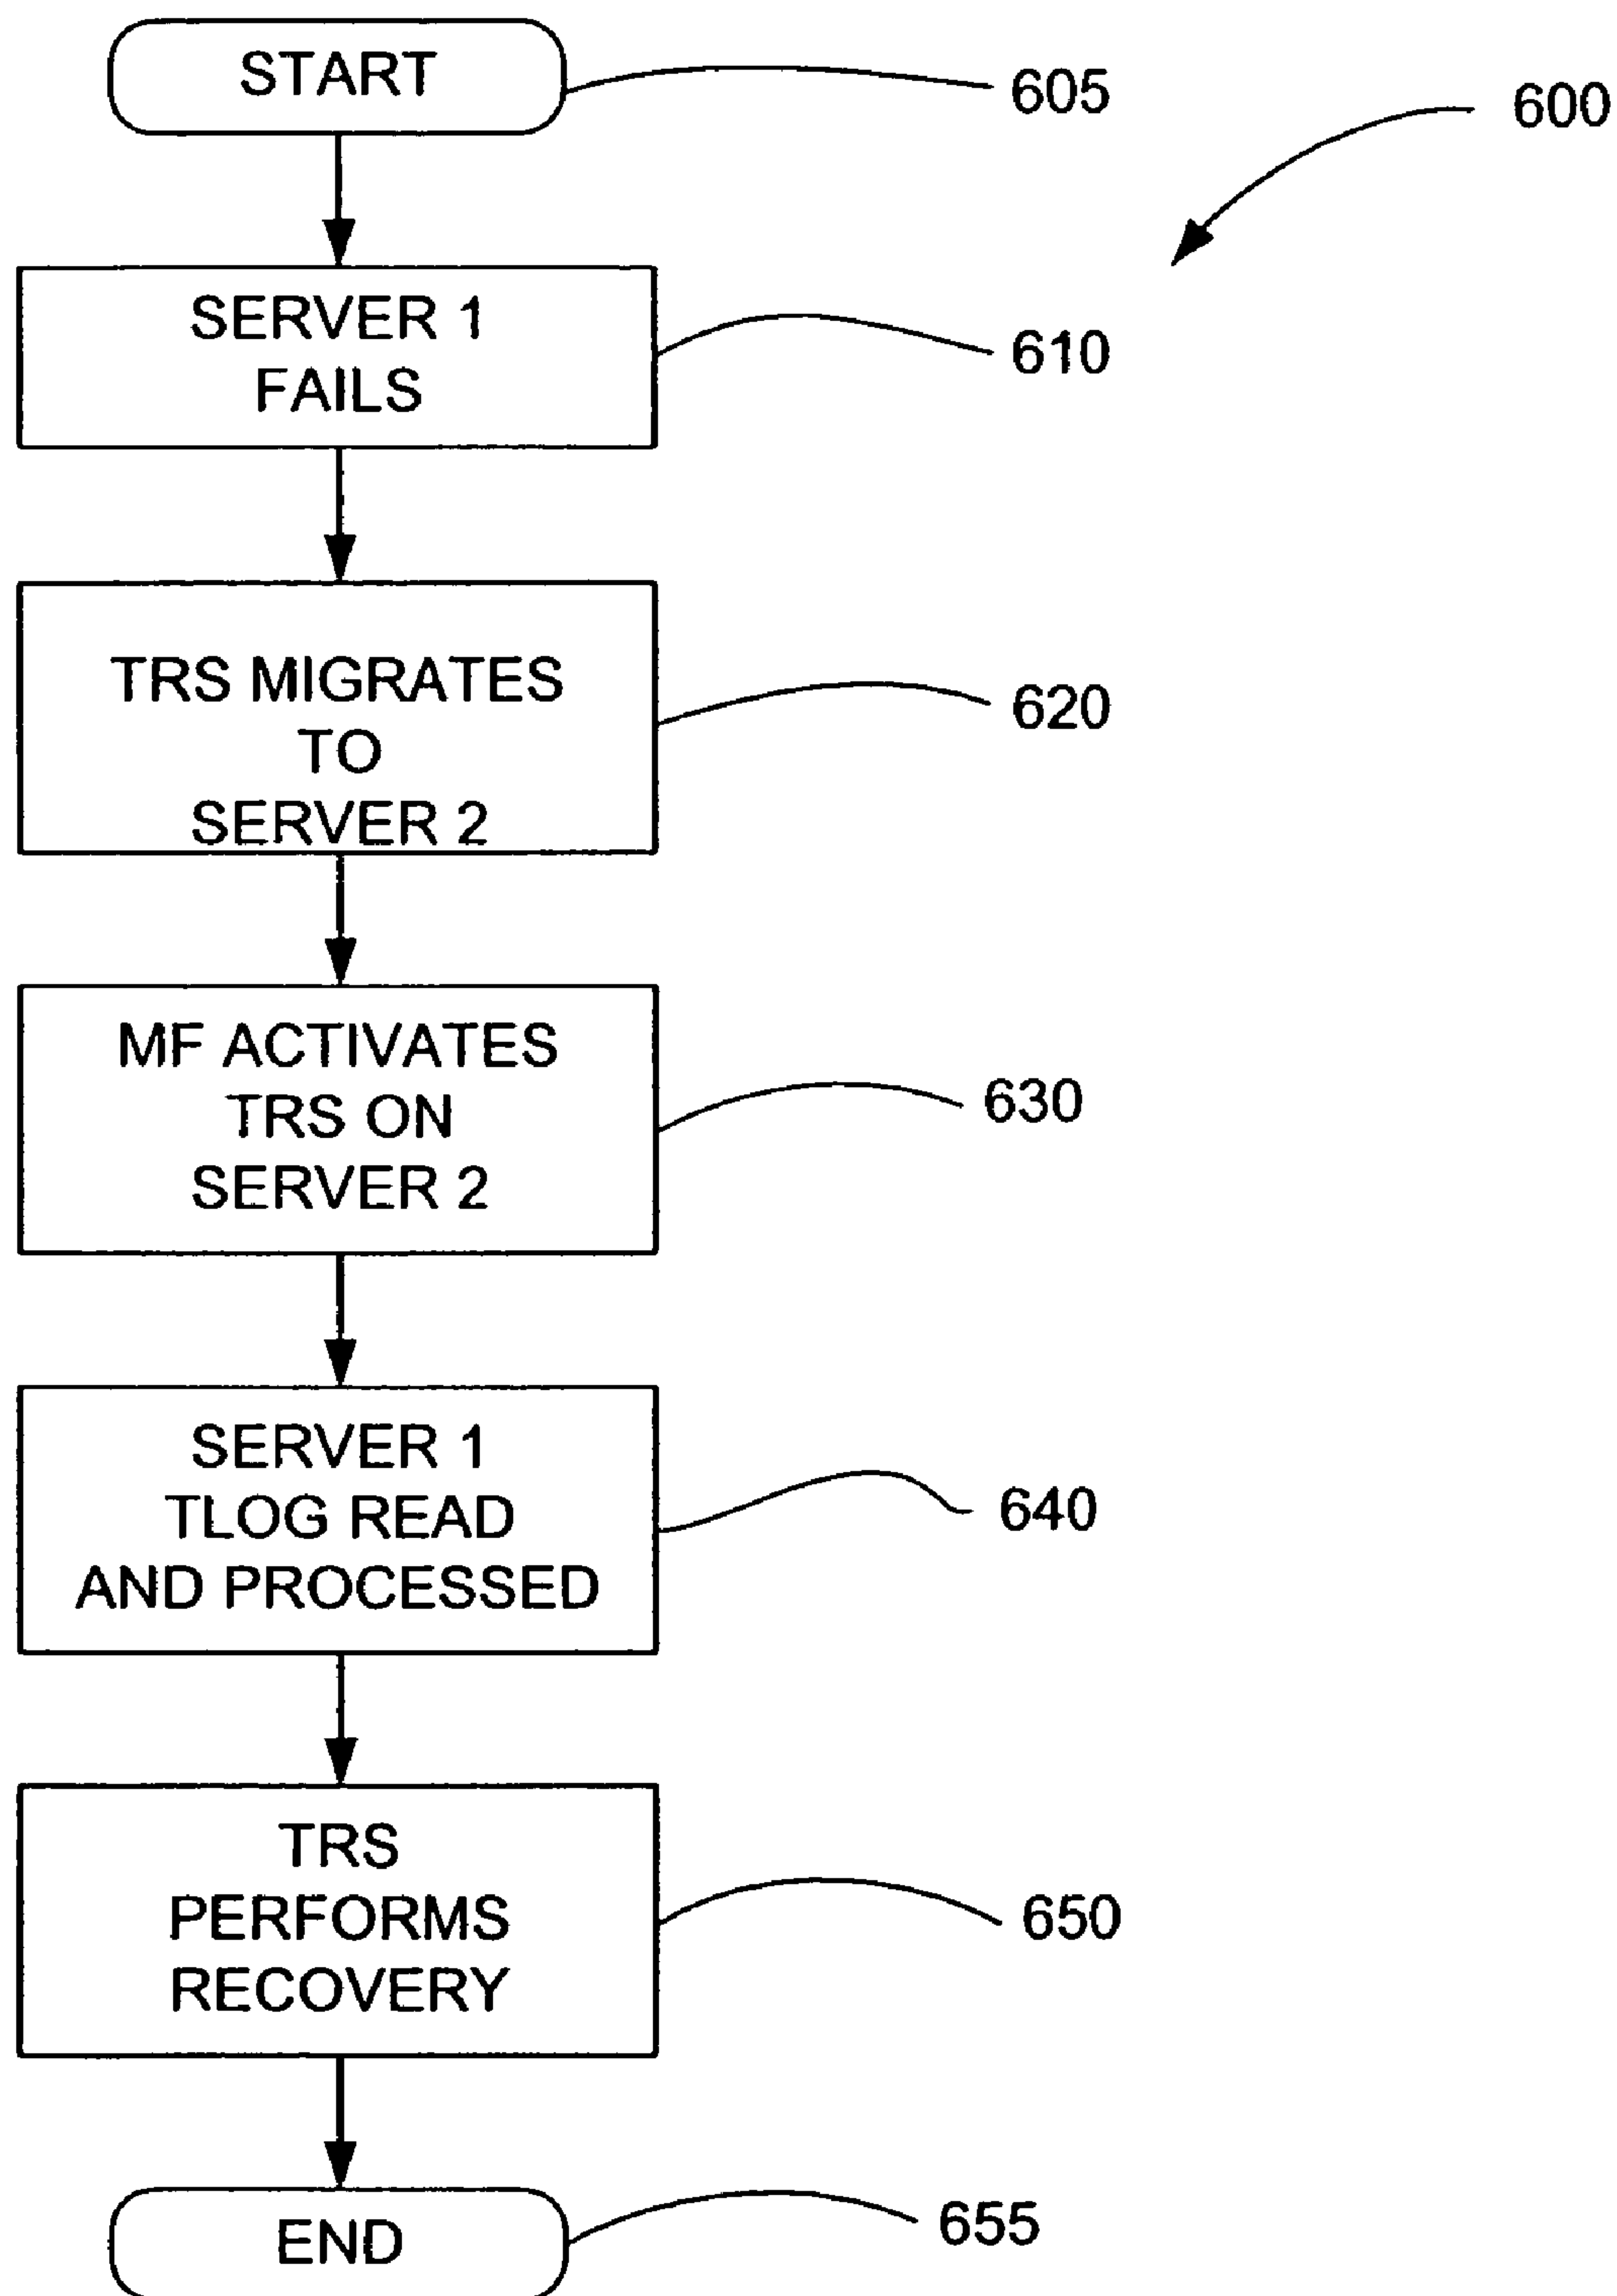 START
605
600
SERVER 1
FAILS
610
TRS MIGRATES
TO
SERVER 2
620
MF ACTIVATES
TRS ON
SERVER 2
630
SERVER 1
TLOG READ
AND PROCESSED
640
TRS
PERFORMS
RECOVERY
650
END
655